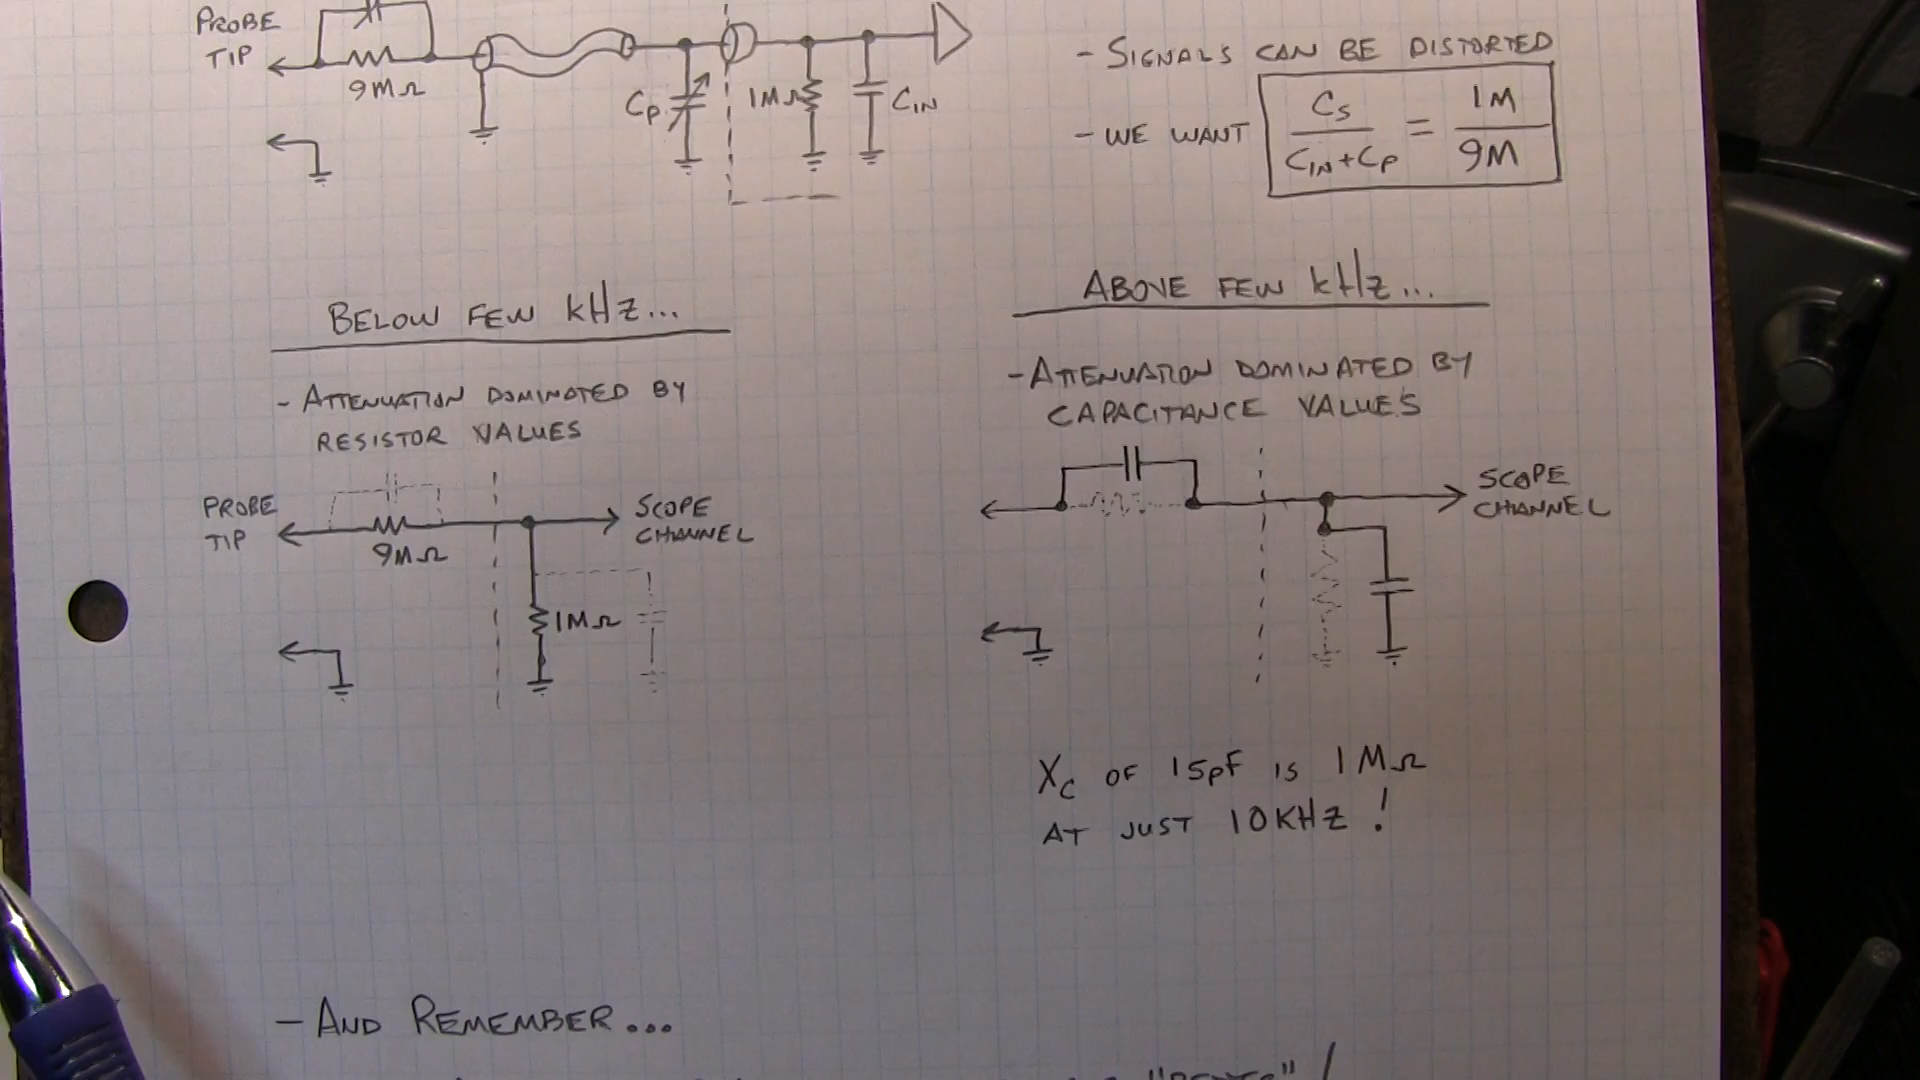 PROBE
TIP
9MΩ
CP
1MΩ
CIN
- SIGNALS CAN BE DISTORTED
- WE WANT CS / CIN+CP = 1M / 9M
BELOW FEW kHz...
- ATTENUATION DOMINATED BY
RESISTOR VALUES
PROBE
TIP
9MΩ
SCOPE
CHANNEL
1MΩ
ABOVE FEW kHz...
- ATTENUATION DOMINATED BY
CAPACITANCE VALUES
SCOPE
CHANNEL
XC OF 15pF IS 1MΩ
AT JUST 10KHZ!
- AND REMEMBER...